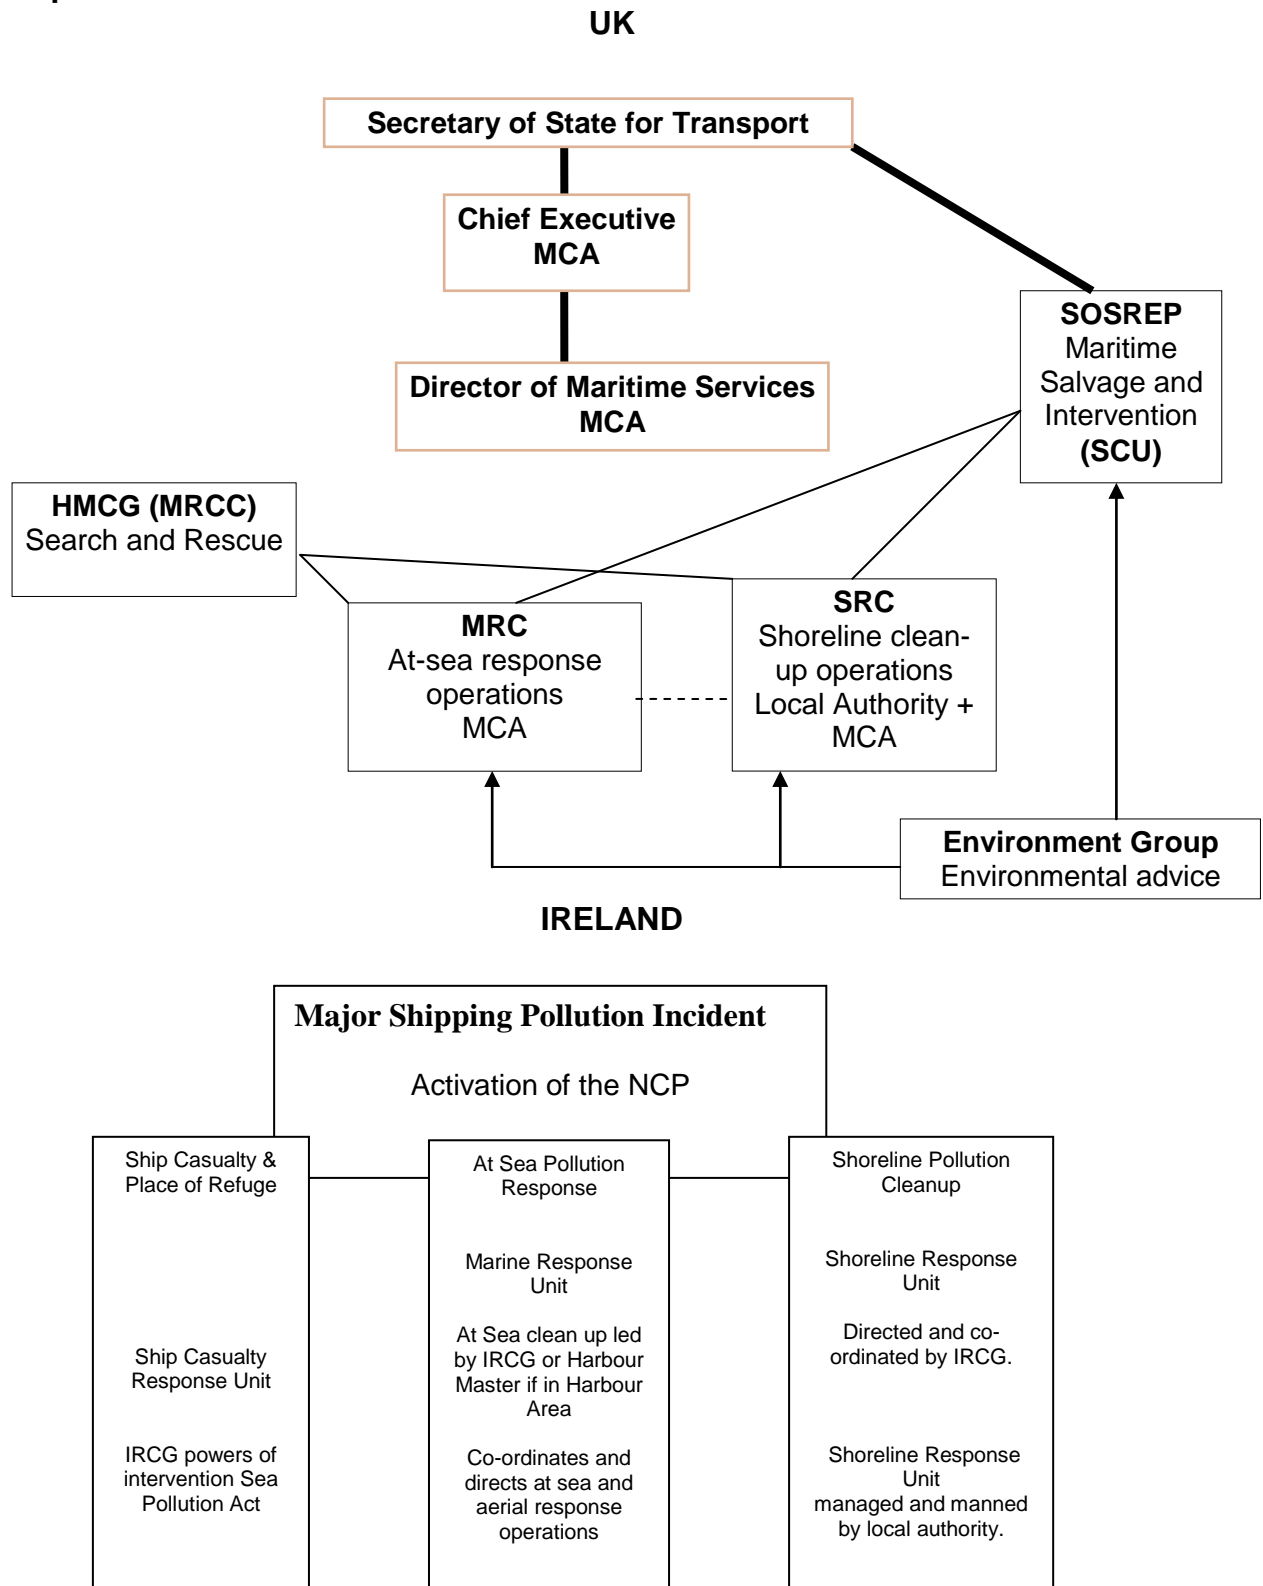 UK
Secretary of State for Transport
Chief Executive
MCA
SOSREP
Maritime
Salvage and
Intervention
(SCU)
Director of Maritime Services
MCA
HMCG (MRCC)
Search and Rescue
MRC
At-sea response
operations
MCA
SRC
Shoreline clean-
up operations
Local Authority +
MCA
Environment Group
Environmental advice
IRELAND
Major Shipping Pollution Incident
Activation of the NCP
Ship Casualty &
Place of Refuge
Ship Casualty
Response Unit
IRCG powers of
intervention Sea
Pollution Act
At Sea Pollution
Response
Marine Response
Unit
At Sea clean up led
by IRCG or Harbour
Master if in Harbour
Area
Co-ordinates and
directs at sea and
aerial response
operations
Shoreline Pollution
Cleanup
Shoreline Response
Unit
Directed and co-
ordinated by IRCG.
Shoreline Response
Unit
managed and manned
by local authority.